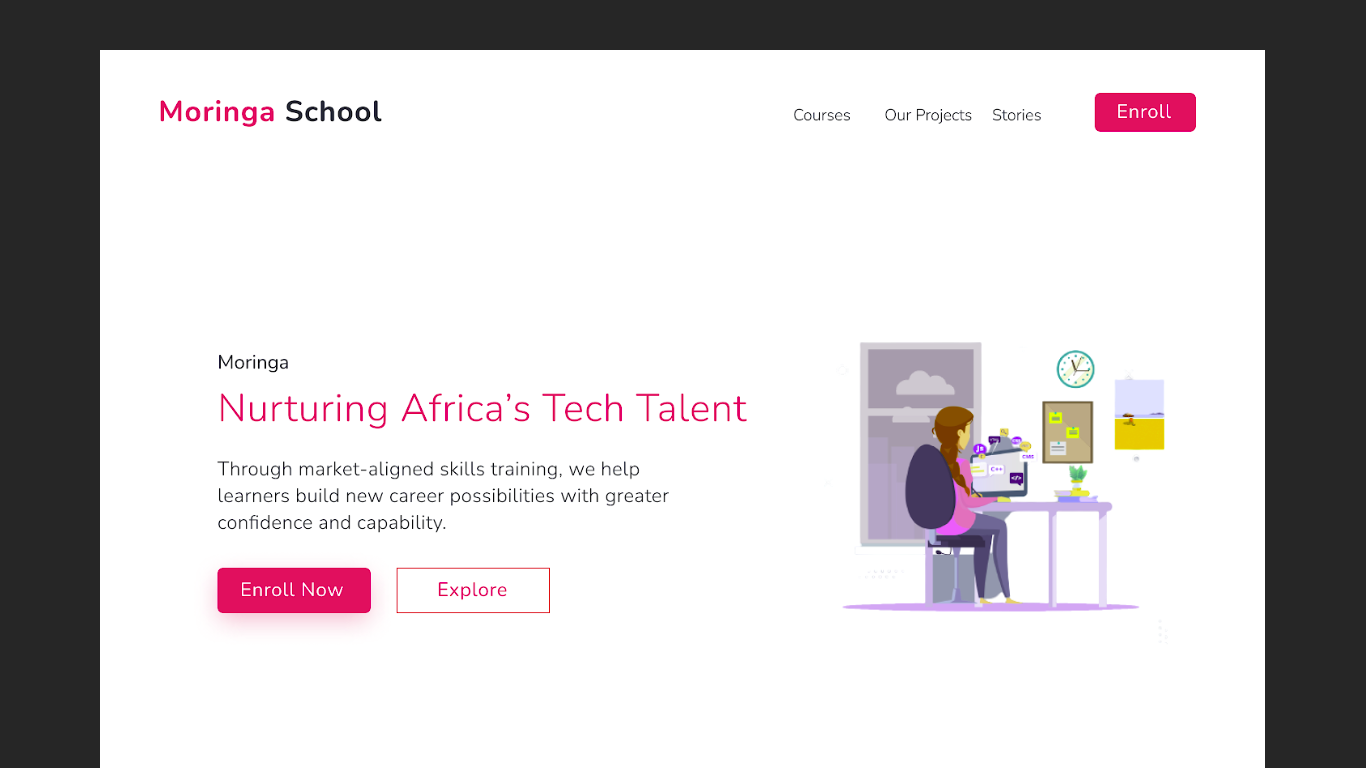 Moringa School
Courses Our Projects Stories Enroll
Moringa
Nurturing Africa’s Tech Talent
Through market-aligned skills training, we help
learners build new career possibilities with greater
confidence and capability.
Enroll Now Explore
C++
</>